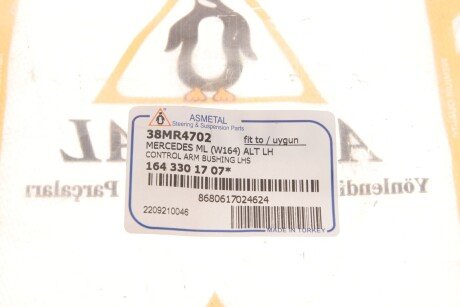 ASMETAL
Steering & Suspension Parts
38MR4702 fit to / uygun
MERCEDES ML (W164) ALT LH
CONTROL ARM BUSHING LHS
164 330 17 07*
8680617024624
2209210046
MADE IN TURKEY
AL
Yönlendi
Parçaları